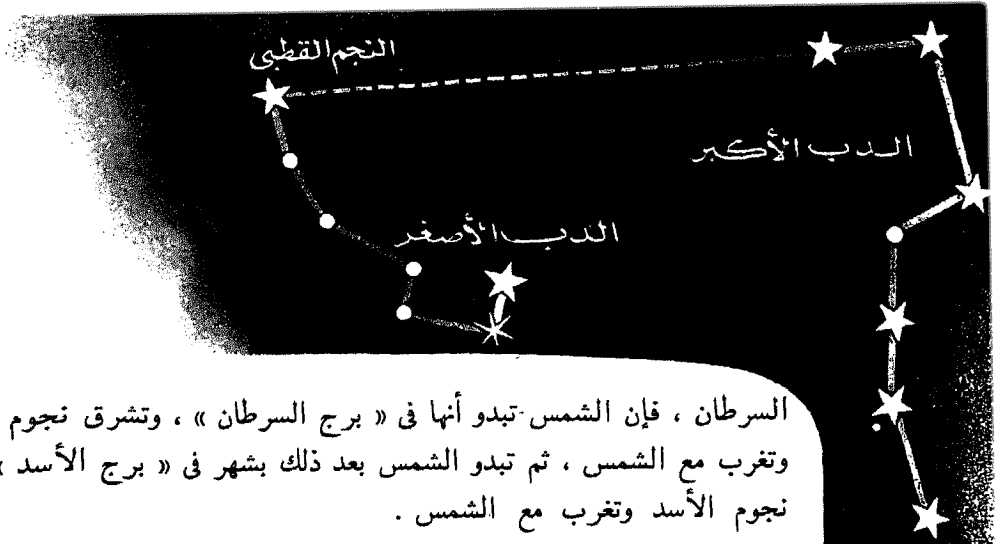 النجم القطبى
الدب الأكبر
الدب الأصغر
السرطان ، فإن الشمس تبدو أنها فى « برج السرطان » ، وتشرق نجوم
وتغرب مع الشمس ، ثم تبدو الشمس بعد ذلك بشهر فى « برج الأسد »
نجوم الأسد وتغرب مع الشمس .